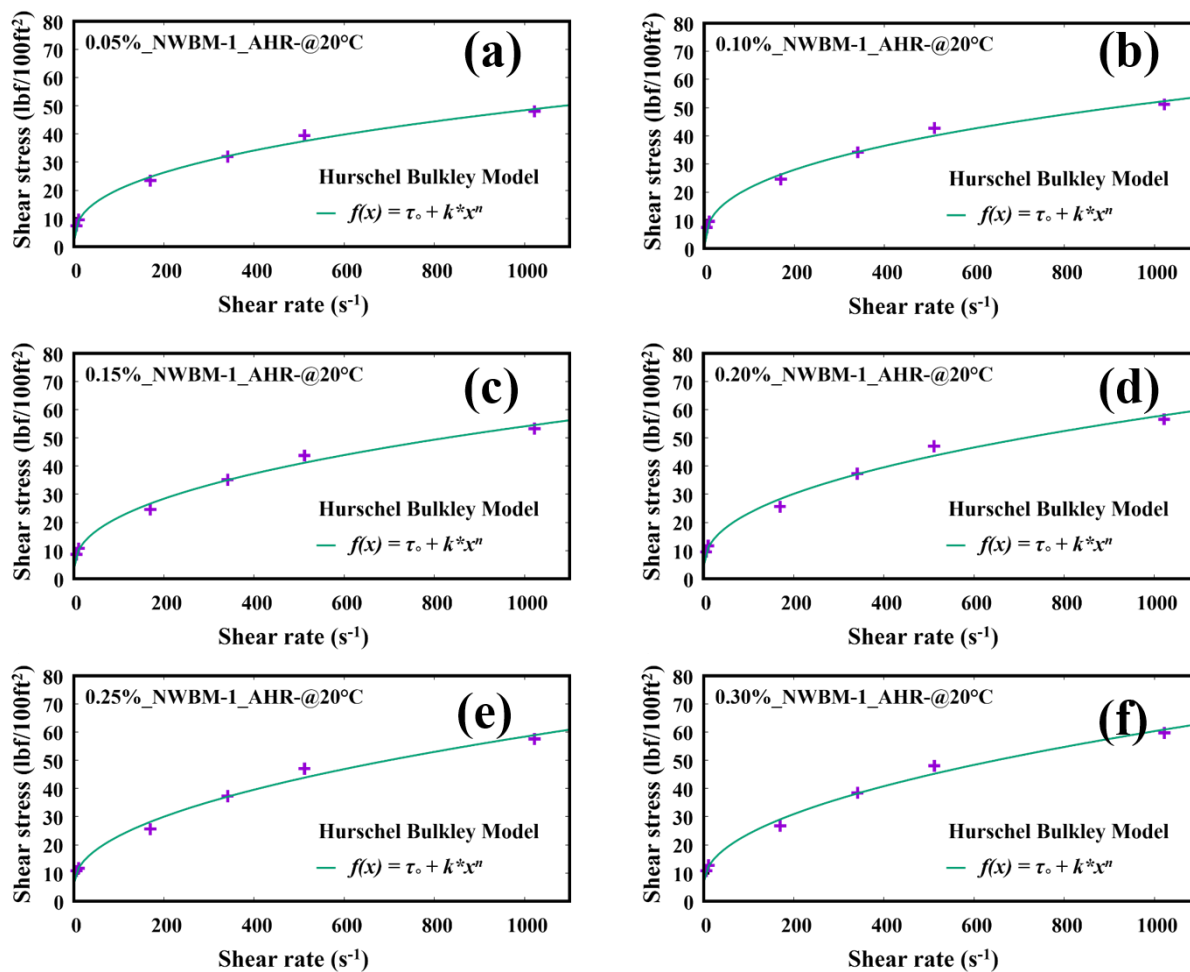 0.05%_NWBM-1_AHR-@20°C
(a)
Shear stress (lbf/100ft²)
80
70
60
50
40
30
20
10
0
Hurschel Bulkley Model
f(x) = τ₀ + k*xⁿ
0 200 400 600 800 1000
Shear rate (s⁻¹)
0.10%_NWBM-1_AHR-@20°C
(b)
Shear stress (lbf/100ft²)
80
70
60
50
40
30
20
10
0
Hurschel Bulkley Model
f(x) = τ₀ + k*xⁿ
0 200 400 600 800 1000
Shear rate (s⁻¹)
0.15%_NWBM-1_AHR-@20°C
(c)
Shear stress (lbf/100ft²)
80
70
60
50
40
30
20
10
0
Hurschel Bulkley Model
f(x) = τ₀ + k*xⁿ
0 200 400 600 800 1000
Shear rate (s⁻¹)
0.20%_NWBM-1_AHR-@20°C
(d)
Shear stress (lbf/100ft²)
80
70
60
50
40
30
20
10
0
Hurschel Bulkley Model
f(x) = τ₀ + k*xⁿ
0 200 400 600 800 1000
Shear rate (s⁻¹)
0.25%_NWBM-1_AHR-@20°C
(e)
Shear stress (lbf/100ft²)
80
70
60
50
40
30
20
10
0
Hurschel Bulkley Model
f(x) = τ₀ + k*xⁿ
0 200 400 600 800 1000
Shear rate (s⁻¹)
0.30%_NWBM-1_AHR-@20°C
(f)
Shear stress (lbf/100ft²)
80
70
60
50
40
30
20
10
0
Hurschel Bulkley Model
f(x) = τ₀ + k*xⁿ
0 200 400 600 800 1000
Shear rate (s⁻¹)